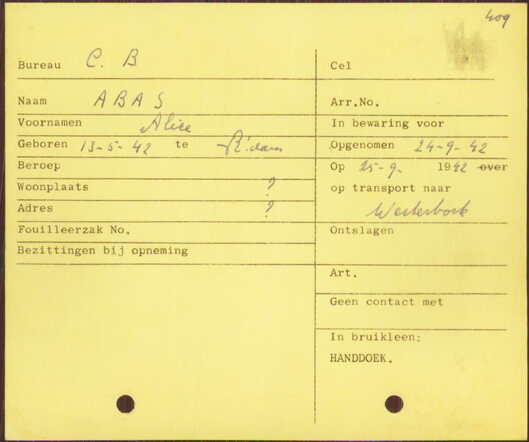 409
Bureau C. B
Cel
Naam ABAS
Arr.No.
Voornamen Alice
In bewaring voor
Geboren 13-5-42 te R'dam
Opgenomen 24-9-42
Beroep
Op 25-9- 1942 over
Woonplaats ?
op transport naar
Adres ?
Westerbork
Fouilleerzak No.
Ontslagen
Bezittingen bij opneming
Art.
Geen contact met
In bruikleen:
HANDDOEK.